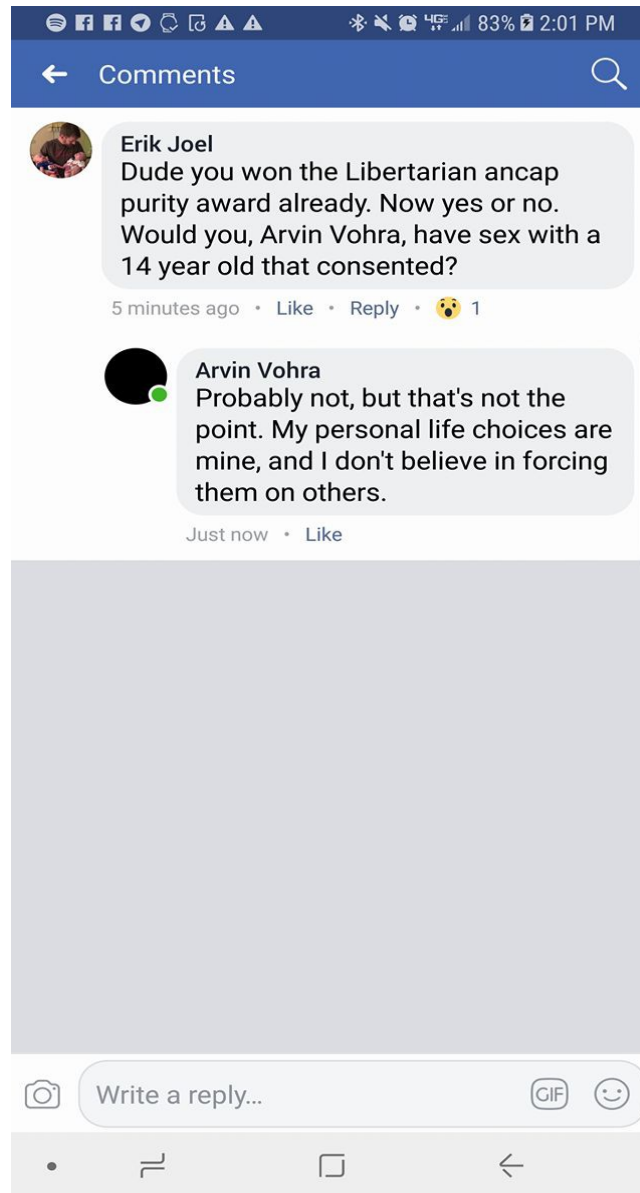 83% 2:01 PM
Comments
Erik Joel
Dude you won the Libertarian ancap
purity award already. Now yes or no.
Would you, Arvin Vohra, have sex with a
14 year old that consented?
5 minutes ago • Like • Reply • 1
Arvin Vohra
Probably not, but that's not the
point. My personal life choices are
mine, and I don't believe in forcing
them on others.
Just now • Like
Write a reply...
GIF